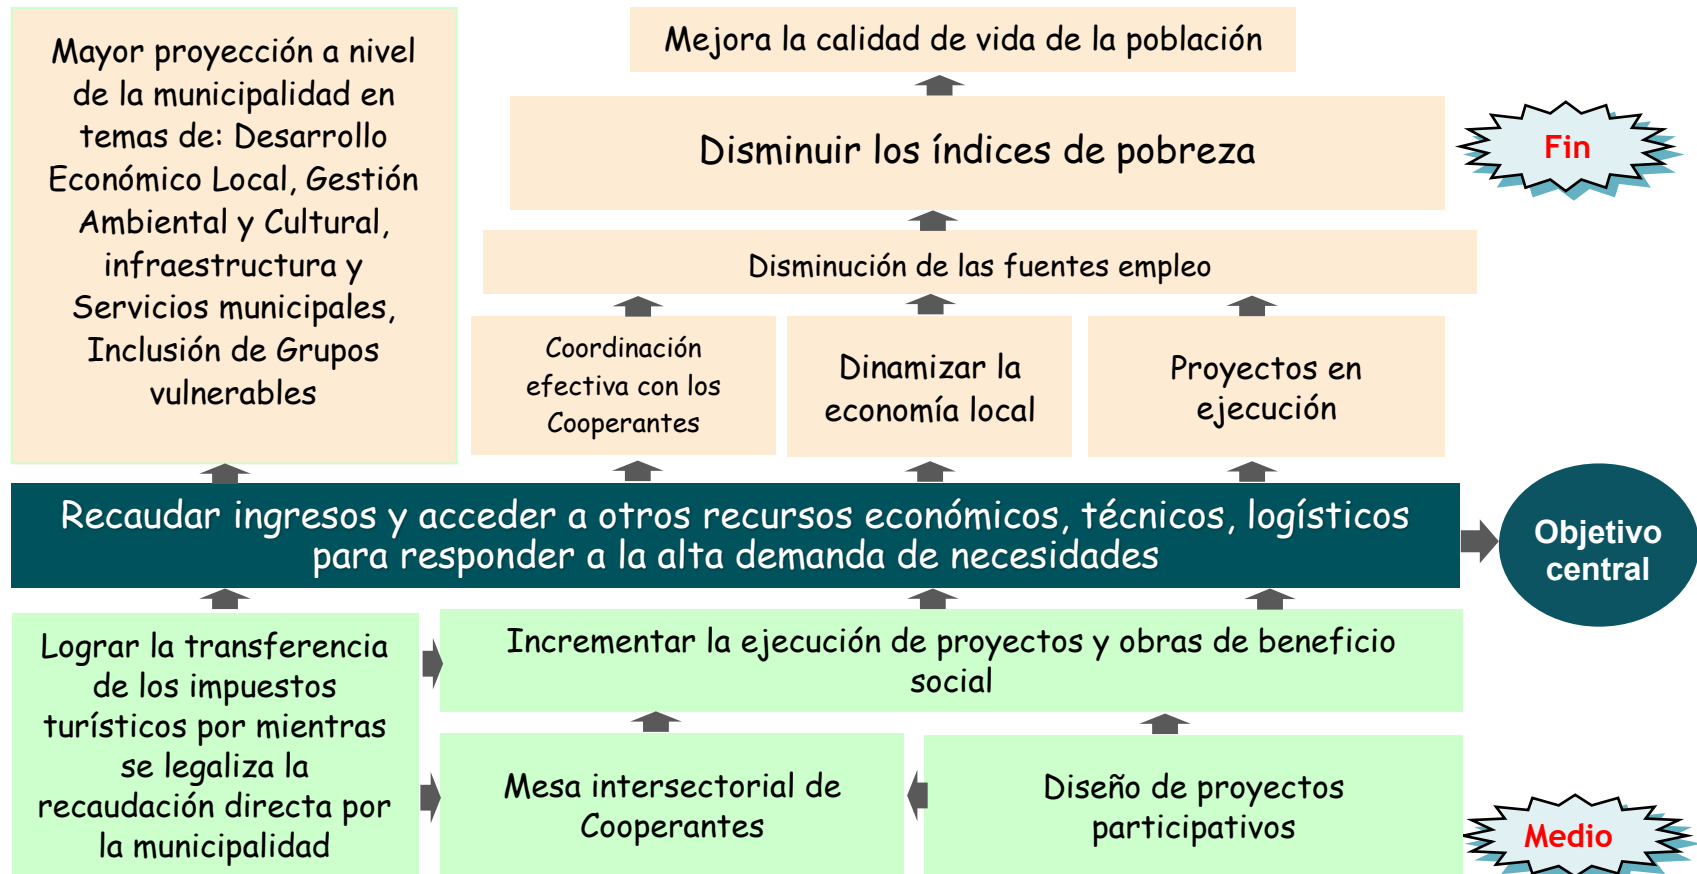 Mayor proyección a nivel
de la municipalidad en
temas de: Desarrollo
Económico Local, Gestión
Ambiental y Cultural,
infraestructura y
Servicios municipales,
Inclusión de Grupos
vulnerables
Mejora la calidad de vida de la población
Disminuir los índices de pobreza
Fin
Disminución de las fuentes empleo
Coordinación
efectiva con los
Cooperantes
Dinamizar la
economía local
Proyectos en
ejecución
Recaudar ingresos y acceder a otros recursos económicos, técnicos, logísticos
para responder a la alta demanda de necesidades
Objetivo
central
Lograr la transferencia
de los impuestos
turísticos por mientras
se legaliza la
recaudación directa por
la municipalidad
Incrementar la ejecución de proyectos y obras de beneficio
social
Mesa intersectorial de
Cooperantes
Diseño de proyectos
participativos
Medio